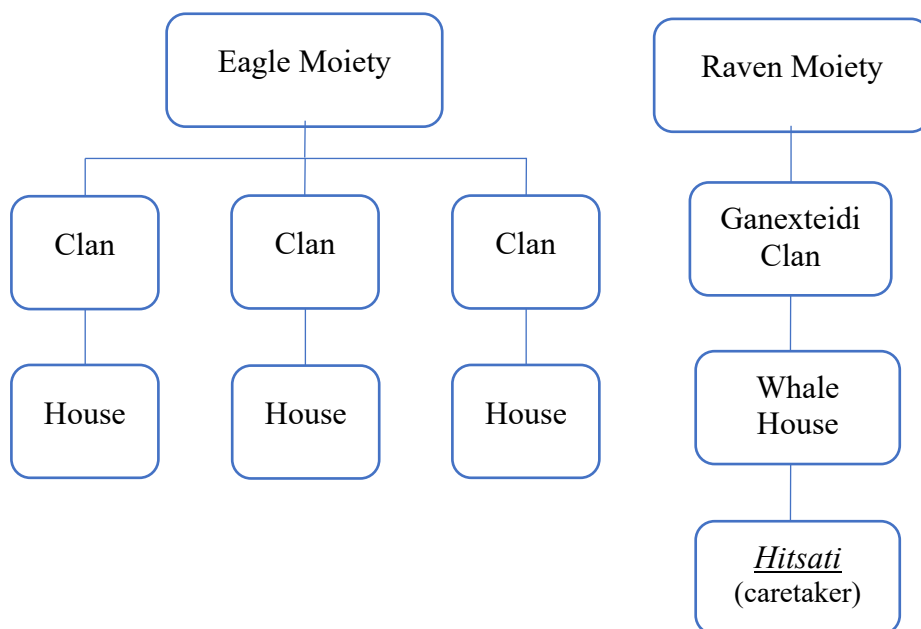 Eagle Moiety
Raven Moiety
Clan
Clan
Clan
Ganexteidi
Clan
House
House
House
Whale
House
Hitsati
(caretaker)